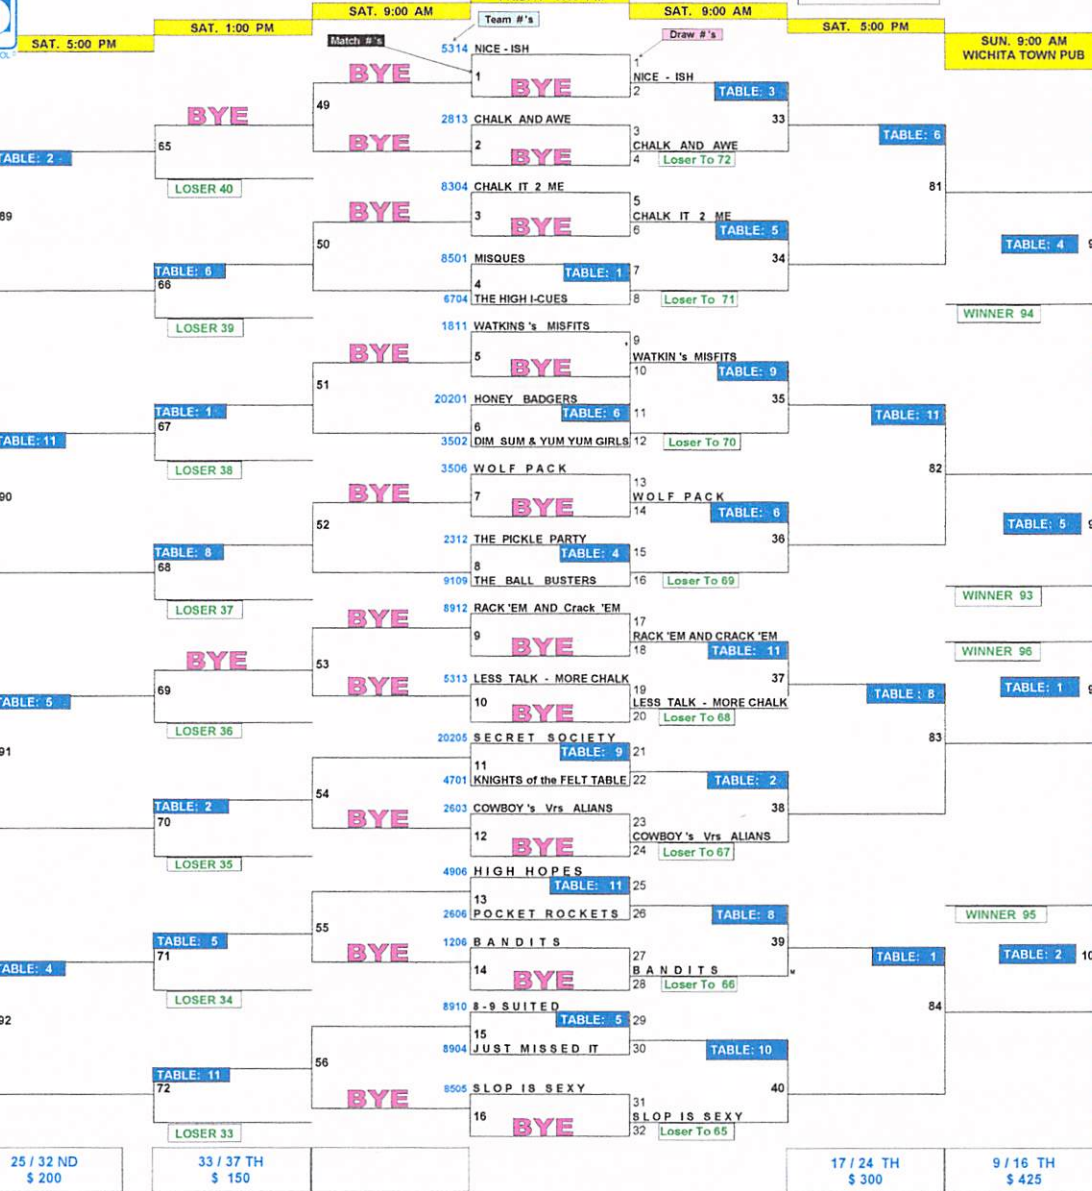 SAT. 5:00 PM
SAT. 1:00 PM
SAT. 9:00 AM
SAT. 9:00 AM
SAT. 5:00 PM
SUN. 9:00 AM
WICHITA TOWN PUB
Team #'s
Match #'s
Draw #'s
5314 NICE - ISH
1
BYE
1
NICE - ISH
2
TABLE: 3
33
BYE
49
BYE
2813 CHALK AND AWE
2
BYE
3
CHALK AND AWE
4 Loser To 72
BYE
65
LOSER 40
TABLE: 2
89
TABLE: 6
81
8304 CHALK IT 2 ME
3
BYE
5
CHALK IT 2 ME
6
TABLE: 5
34
BYE
50
8501 MISQUES
4
TABLE: 1
7
6704 THE HIGH I-CUES
8 Loser To 71
TABLE: 6
66
LOSER 39
TABLE: 4
WINNER 94
1811 WATKINS 's MISFITS
5
BYE
9
WATKIN 's MISFITS
10
TABLE: 9
35
BYE
51
20201 HONEY BADGERS
6
TABLE: 6
11
3502 DIM SUM & YUM YUM GIRLS
12 Loser To 70
TABLE: 1
67
LOSER 38
TABLE: 11
90
TABLE: 11
82
3506 WOLF PACK
7
BYE
13
WOLF PACK
14
TABLE: 6
36
BYE
52
2312 THE PICKLE PARTY
8
TABLE: 4
15
9109 THE BALL BUSTERS
16 Loser To 69
TABLE: 8
68
LOSER 37
TABLE: 5
WINNER 93
8912 RACK 'EM AND Crack 'EM
9
BYE
17
RACK 'EM AND CRACK 'EM
18
TABLE: 11
37
BYE
53
BYE
5313 LESS TALK - MORE CHALK
10
BYE
19
LESS TALK - MORE CHALK
20 Loser To 68
BYE
69
LOSER 36
TABLE: 5
91
TABLE : 8
83
WINNER 96
TABLE: 1
20205 SECRET SOCIETY
11
TABLE: 9
21
4701 KNIGHTS of the FELT TABLE
22
TABLE: 2
38
54
BYE
2603 COWBOY 's Vrs ALIANS
12
BYE
23
COWBOY 's Vrs ALIANS
24 Loser To 67
TABLE: 2
70
LOSER 35
4906 HIGH HOPES
13
TABLE: 11
25
2606 POCKET ROCKETS
26
TABLE: 8
39
55
BYE
1206 BANDITS
14
BYE
27
BANDITS
28 Loser To 66
TABLE: 5
71
LOSER 34
TABLE: 4
92
TABLE: 1
84
WINNER 95
TABLE: 2
10
8910 8-9 SUITED
15
TABLE: 5
29
8904 JUST MISSED IT
30
TABLE: 10
40
56
BYE
8505 SLOP IS SEXY
16
BYE
31
SLOP IS SEXY
32 Loser To 65
TABLE: 11
72
LOSER 33
25 / 32 ND
$ 200
33 / 37 TH
$ 150
17 / 24 TH
$ 300
9 / 16 TH
$ 425